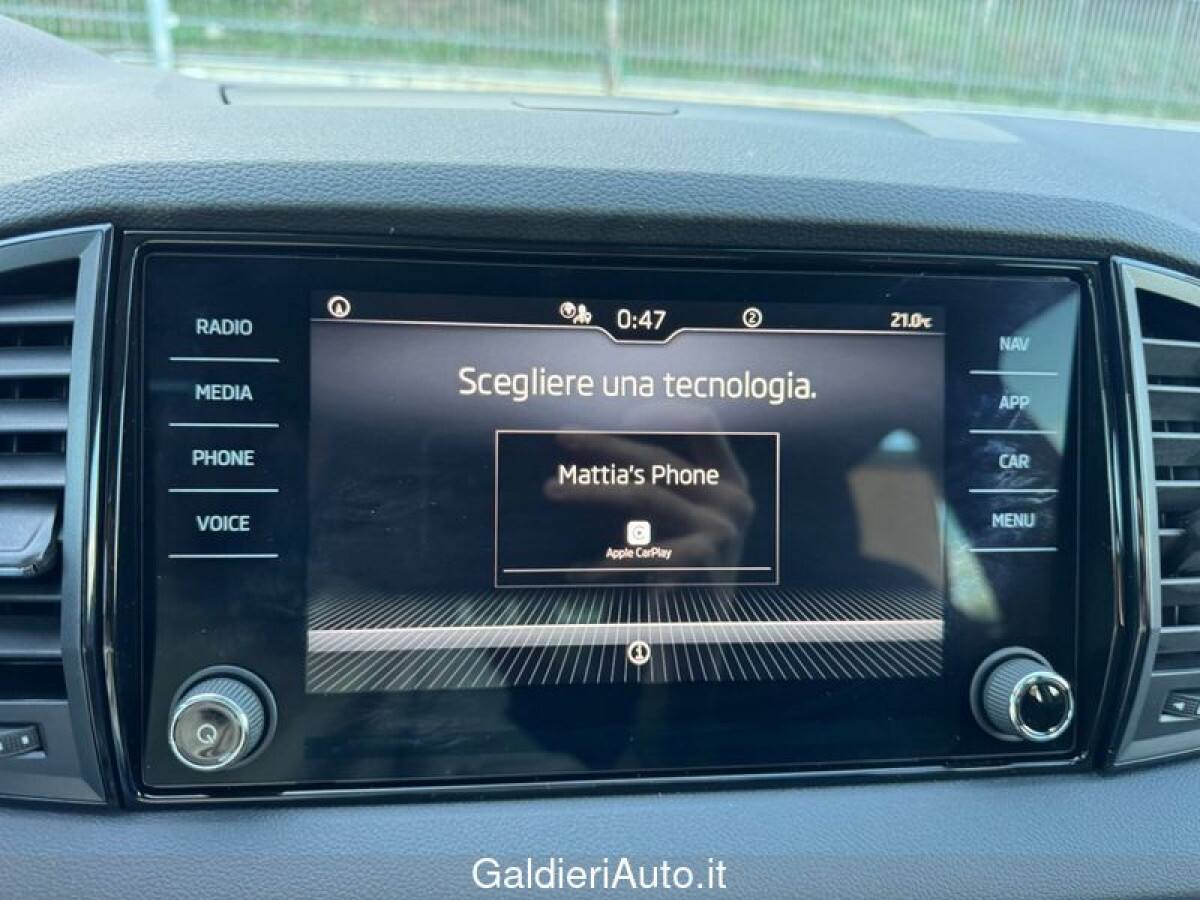 RADIO
MEDIA
PHONE
VOICE
0:47
2
21.0°C
Scegliere una tecnologia.
Mattia's Phone
Apple CarPlay
i
NAV
APP
CAR
MENU
GaldieriAuto.it